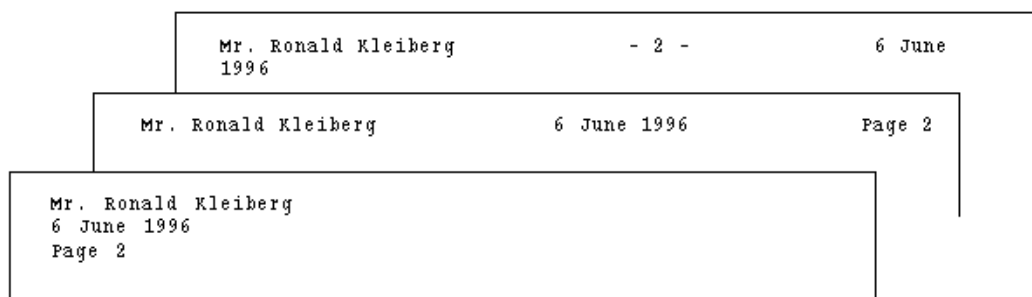 Mr. Ronald Kleiberg - 2 - 6 June
1996
Mr. Ronald Kleiberg 6 June 1996 Page 2
Mr. Ronald Kleiberg
6 June 1996
Page 2